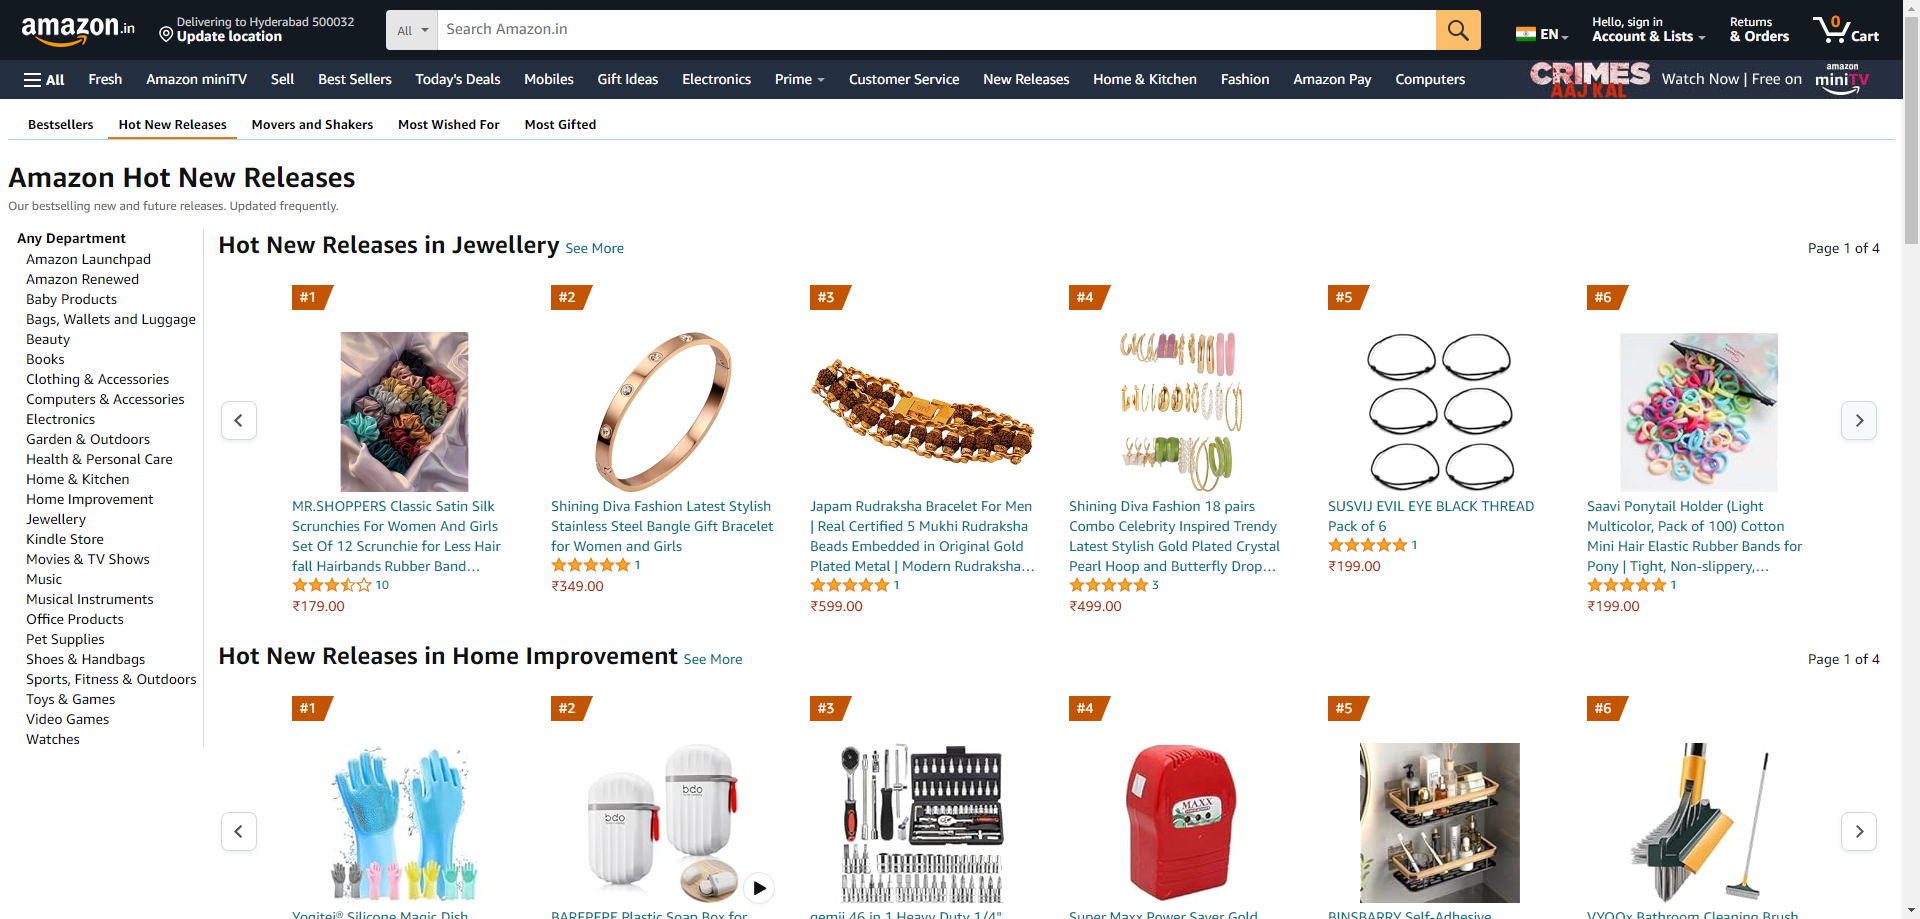 amazon.in
Delivering to Hyderabad 500032
Update location
All
Search Amazon.in
EN
Hello, sign in
Account & Lists
Returns
& Orders
0
Cart
All
Fresh
Amazon miniTV
Sell
Best Sellers
Today's Deals
Mobiles
Gift Ideas
Electronics
Prime
Customer Service
New Releases
Home & Kitchen
Fashion
Amazon Pay
Computers
CRIMES
AAJ KAL
Watch Now | Free on
amazon
miniTV
Bestsellers
Hot New Releases
Movers and Shakers
Most Wished For
Most Gifted
Amazon Hot New Releases
Our bestselling new and future releases. Updated frequently.
Any Department
Amazon Launchpad
Amazon Renewed
Baby Products
Bags, Wallets and Luggage
Beauty
Books
Clothing & Accessories
Computers & Accessories
Electronics
Garden & Outdoors
Health & Personal Care
Home & Kitchen
Home Improvement
Jewellery
Kindle Store
Movies & TV Shows
Music
Musical Instruments
Office Products
Pet Supplies
Shoes & Handbags
Sports, Fitness & Outdoors
Toys & Games
Video Games
Watches
Hot New Releases in Jewellery See More
Page 1 of 4
#1
MR.SHOPPERS Classic Satin Silk
Scrunchies For Women And Girls
Set Of 12 Scrunchie for Less Hair
fall Hairbands Rubber Band...
10
₹179.00
#2
Shining Diva Fashion Latest Stylish
Stainless Steel Bangle Gift Bracelet
for Women and Girls
1
₹349.00
#3
Japam Rudraksha Bracelet For Men
| Real Certified 5 Mukhi Rudraksha
Beads Embedded in Original Gold
Plated Metal | Modern Rudraksha...
1
₹599.00
#4
Shining Diva Fashion 18 pairs
Combo Celebrity Inspired Trendy
Latest Stylish Gold Plated Crystal
Pearl Hoop and Butterfly Drop...
3
₹499.00
#5
SUSVIJ EVIL EYE BLACK THREAD
Pack of 6
1
₹199.00
#6
Saavi Ponytail Holder (Light
Multicolor, Pack of 100) Cotton
Mini Hair Elastic Rubber Bands for
Pony | Tight, Non-slippery,...
1
₹199.00
Hot New Releases in Home Improvement See More
Page 1 of 4
#1
Yogitei® Silicone Magic Dish
#2
bdo
bdo
BAREPEPE Plastic Soap Box for
#3
gemji 46 in 1 Heavy Duty 1/4"
#4
MAXX
Super Maxx Power Saver Gold
#5
BINSBARRY Self-Adhesive
#6
VYOOx Bathroom Cleaning Brush